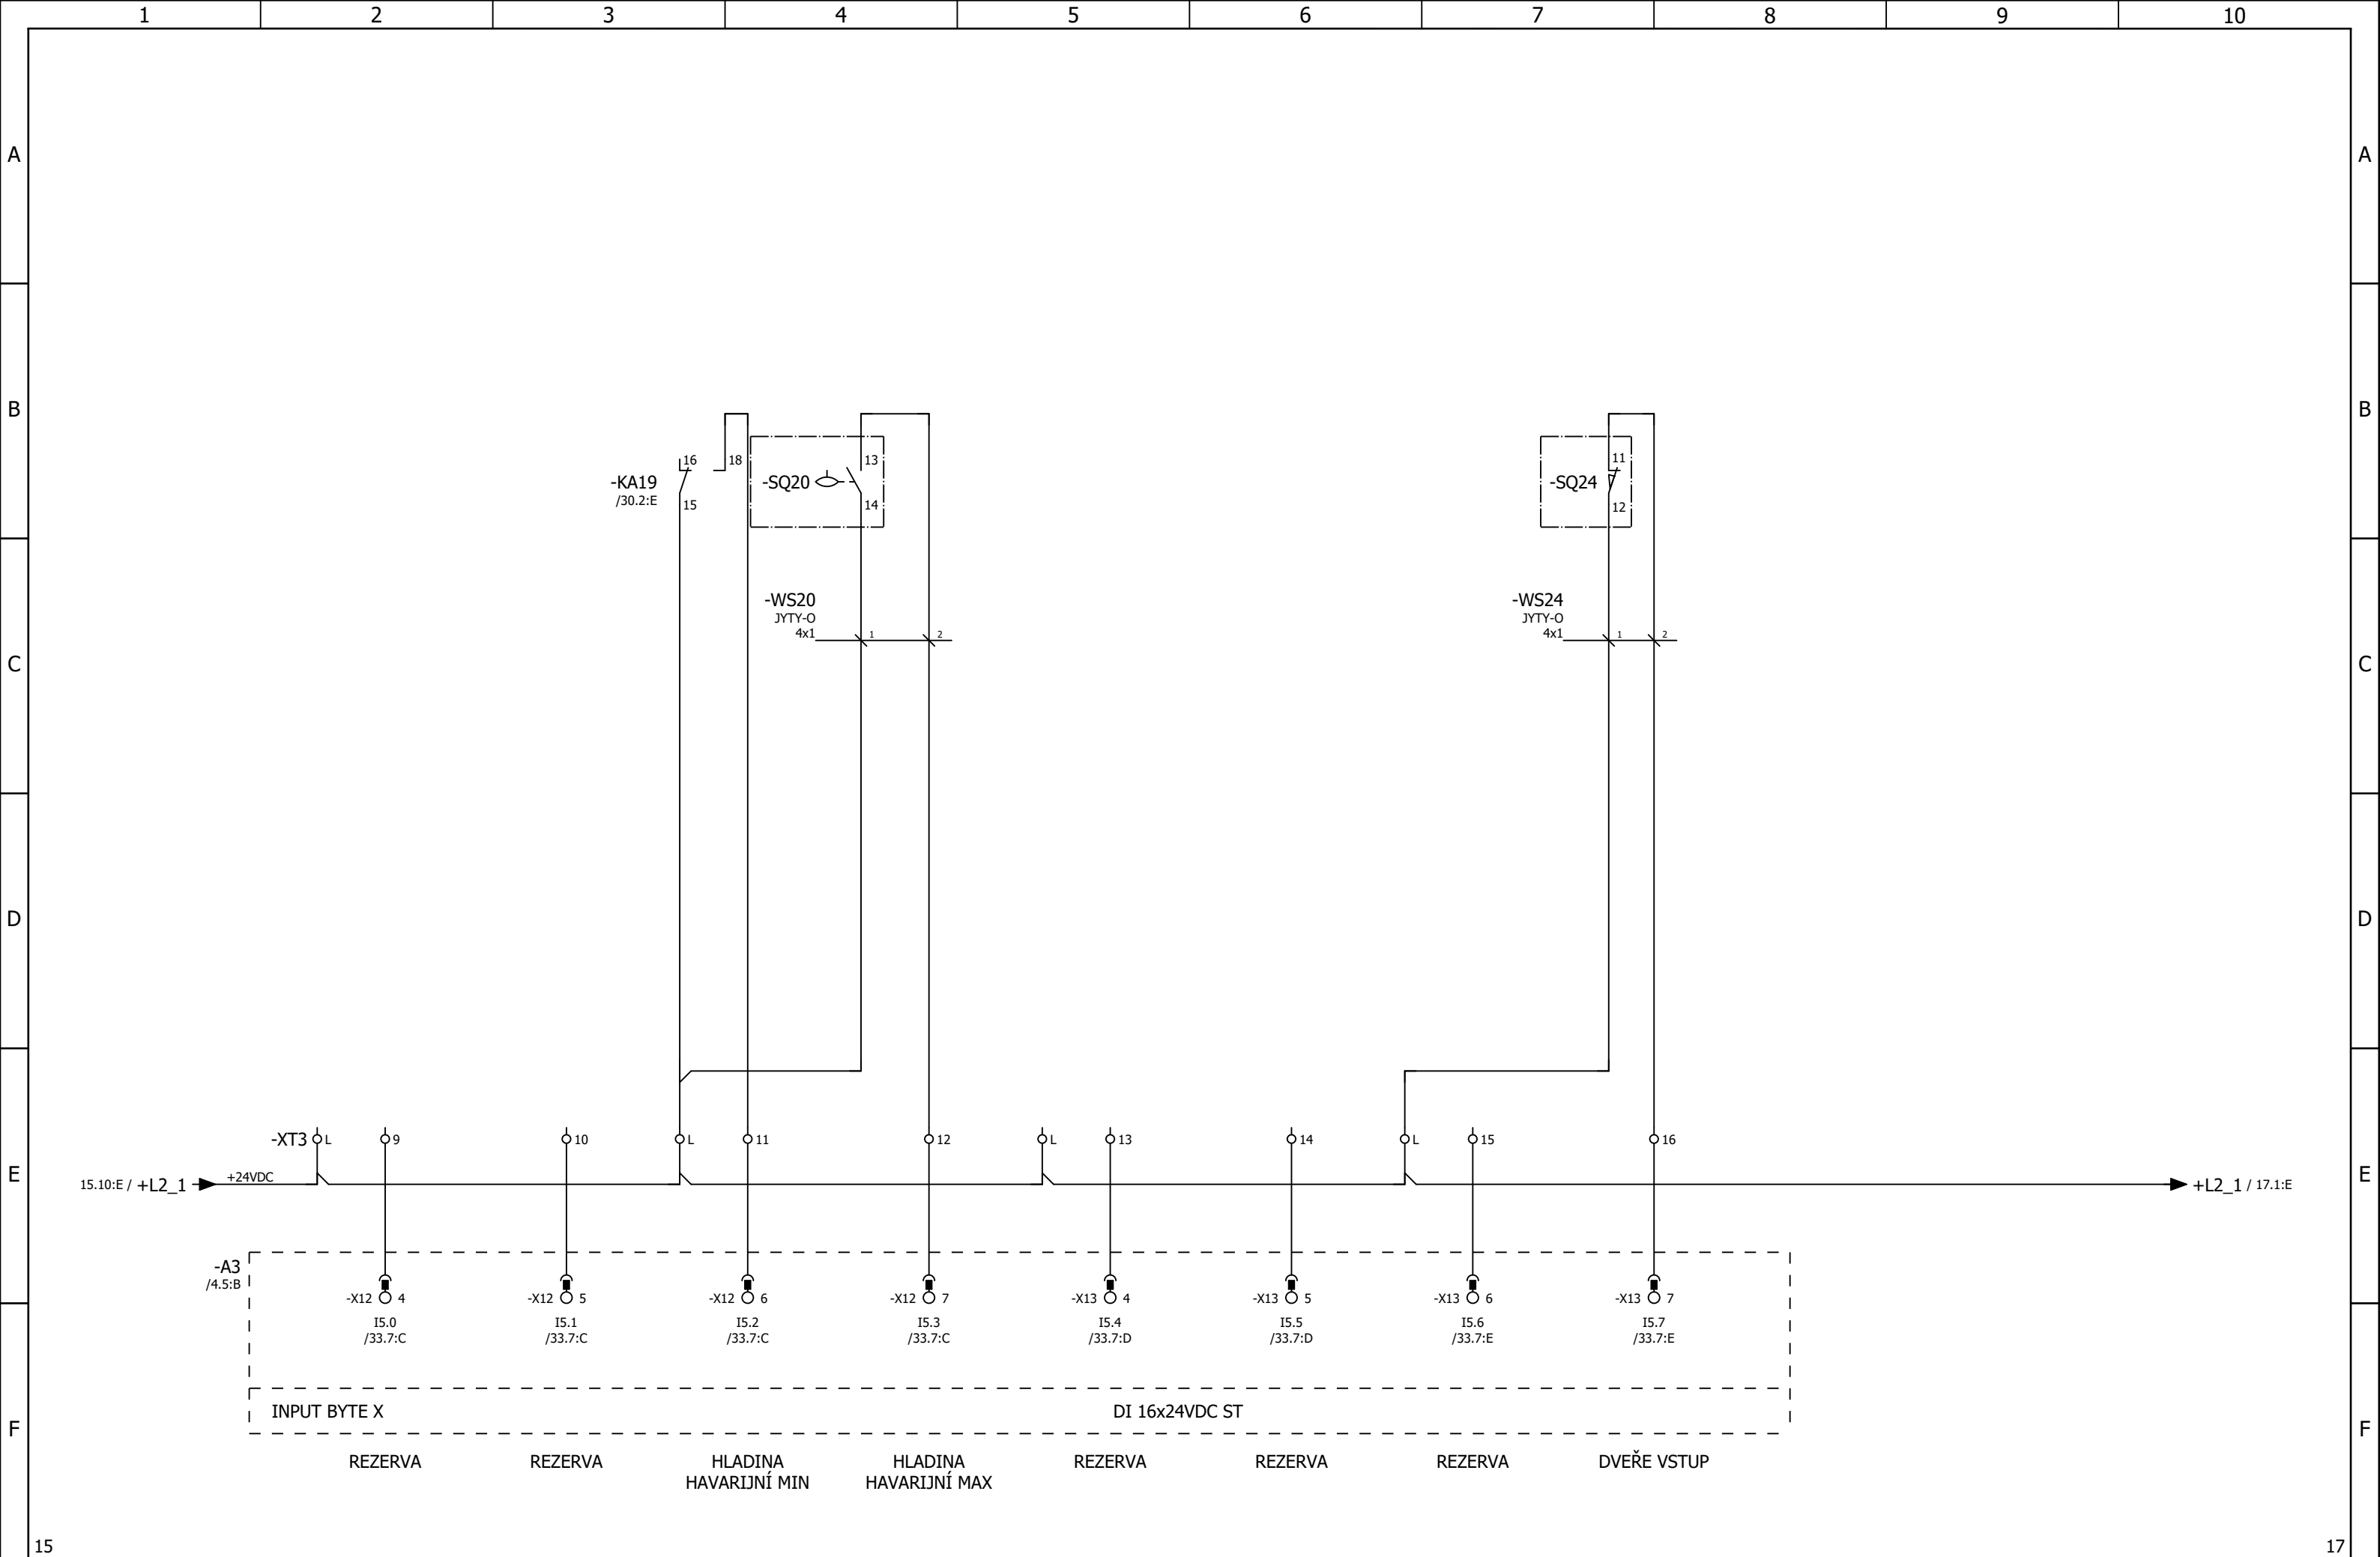 1 2 3 4 5 6 7 8 9 10
A A
B B
16 18 13 11
-KA19 -SQ20 -SQ24
/30.2:E
15 14 12
-WS20 -WS24
JYTY-O JYTY-O
4x1 1 2 4x1 1 2
C C
D D
-XT3 L 9 10 L 11 12 L 13 14 L 15 16
E E
15.10:E / +L2_1 +24VDC +L2_1 / 17.1:E
-A3
/4.5:B
-X12 4 -X12 5 -X12 6 -X12 7 -X13 4 -X13 5 -X13 6 -X13 7
I5.0 I5.1 I5.2 I5.3 I5.4 I5.5 I5.6 I5.7
/33.7:C /33.7:C /33.7:C /33.7:C /33.7:D /33.7:D /33.7:E /33.7:E
INPUT BYTE X DI 16x24VDC ST
F F
REZERVA REZERVA HLADINA HLADINA REZERVA REZERVA REZERVA DVEŘE VSTUP
HAVARIJNÍ MIN HAVARIJNÍ MAX
15 17